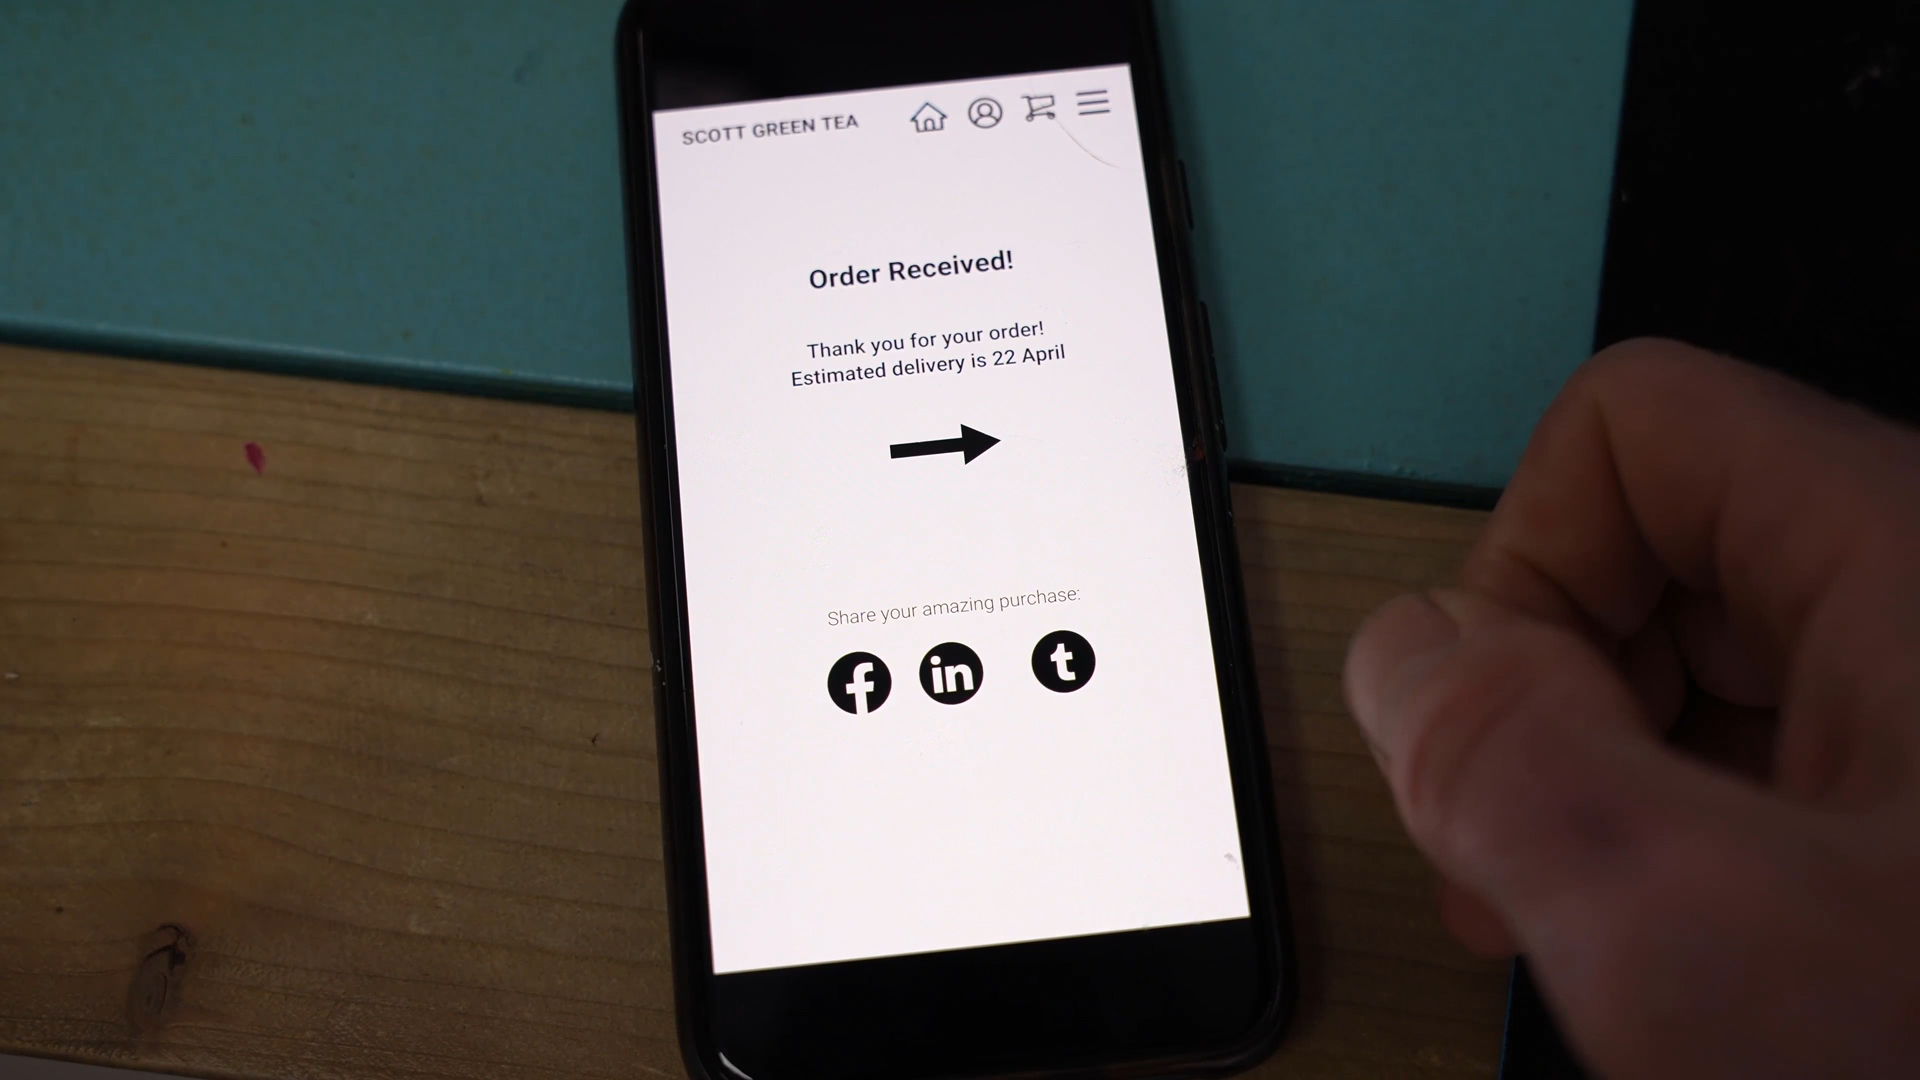 SCOTT GREEN TEA
Order Received!
Thank you for your order!
Estimated delivery is 22 April
Share your amazing purchase:
f in t